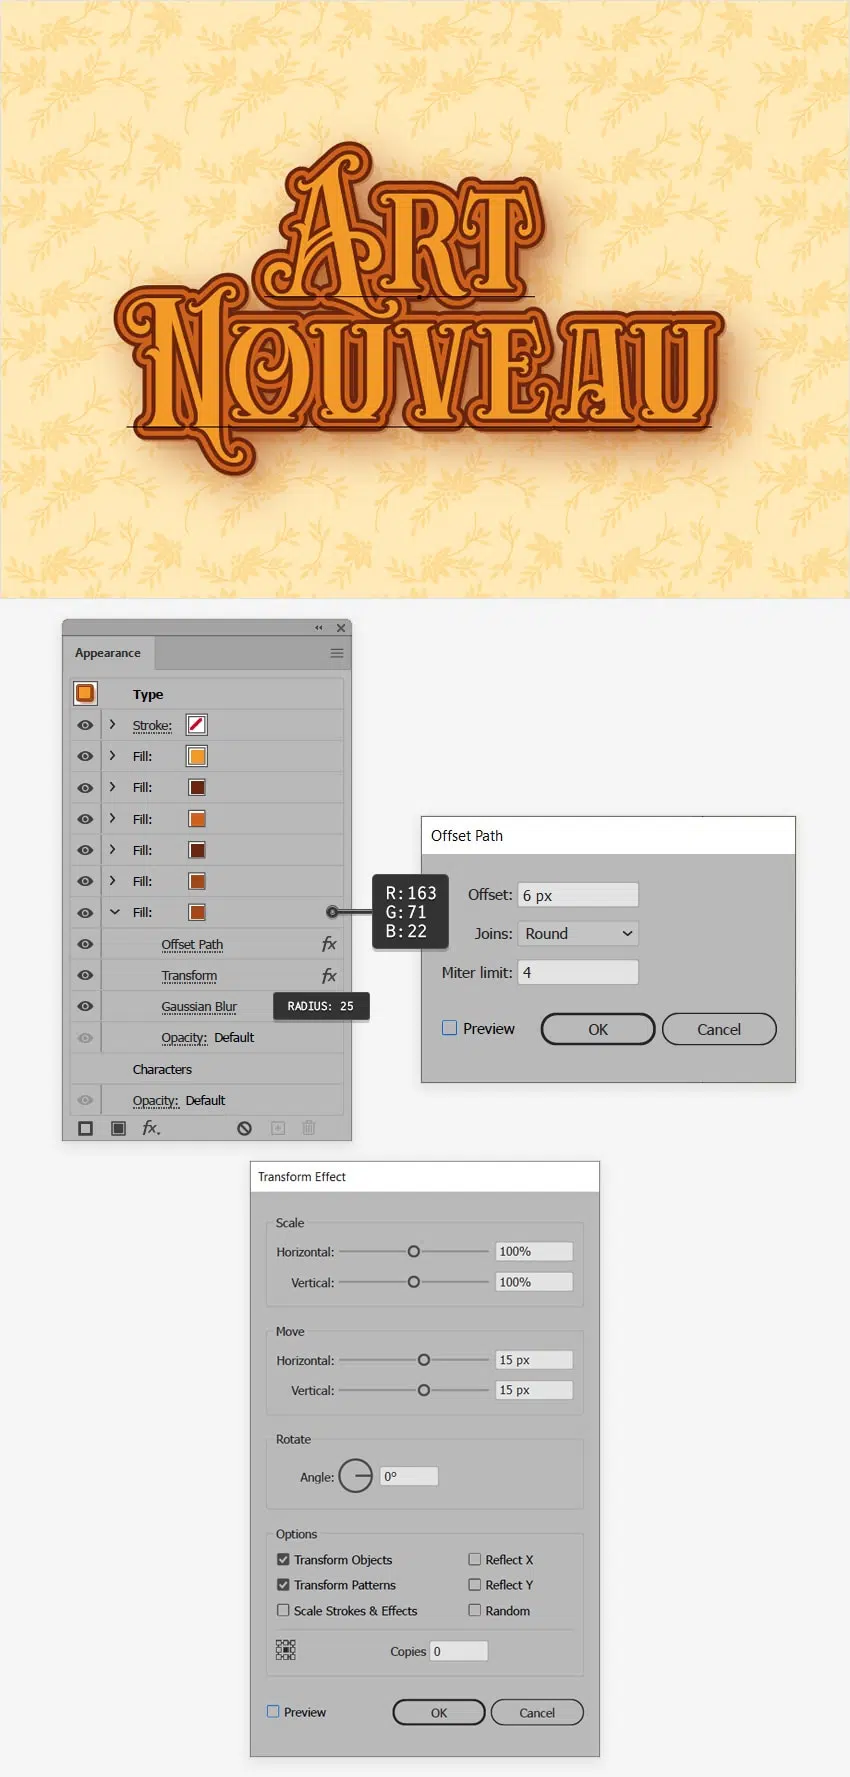 Art
Nouveau
Appearance
Type
Stroke:
Fill:
Fill:
Fill:
Fill:
Fill:
Fill:
R:163
G:71
B:22
Offset Path fx
Transform fx
Gaussian Blur
RADIUS: 25
Opacity: Default
Characters
Opacity: Default
fx.
Offset Path
Offset: 6 px
Joins: Round
Miter limit: 4
Preview OK Cancel
Transform Effect
Scale
Horizontal: 100%
Vertical: 100%
Move
Horizontal: 15 px
Vertical: 15 px
Rotate
Angle: 0°
Options
Transform Objects Reflect X
Transform Patterns Reflect Y
Scale Strokes & Effects Random
Copies 0
Preview OK Cancel